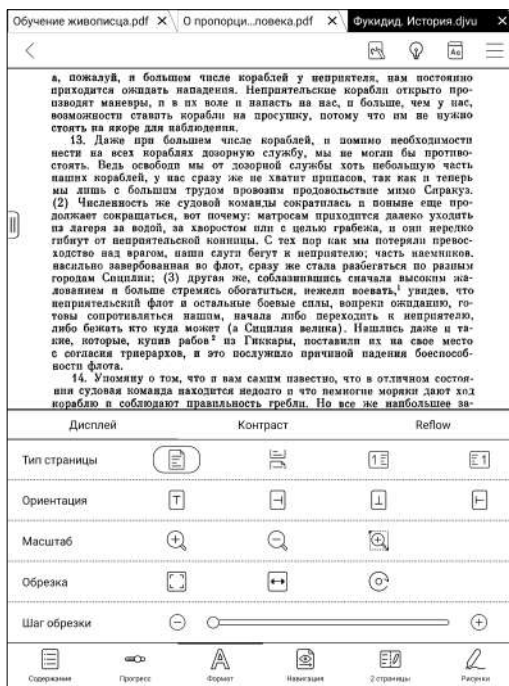 Обучение живописца.pdf × О пропорци...ловека.pdf × Фукидид. История.djvu ×
Ac
а, пожалуй, и большем числе кораблей у неприятеля, нам постоянно
приходится ожидать нападения. Неприятельские корабли открыто про-
изводят маневры, и в их воле и напасть на нас, и больше, чем у нас,
возможности ставить корабли на просушку, потому что им не нужно
стоять на якоре для наблюдения.
13. Даже при большем числе кораблей, и помимо необходимости
нести на всех кораблях дозорную службу, мы не могли бы противо-
стоять. Ведь освободи мы от дозорной службы хоть небольшую часть
наших кораблей, у нас сразу же не хватит припасов, так как и теперь
мы лишь с большим трудом провозим продовольствие мимо Сиракуз.
(2) Численность же судовой команды сократилась и поныне еще про-
должает сокращаться, вот почему: матросам приходится далеко уходить
из лагеря за водой, за хворостом или с целью грабежа, и они нередко
гибнут от неприятельской конницы. С тех пор как мы потеряли превос-
ходство над врагом, наши слуги бегут к неприятелю; часть наемников,
насильно завербованная во флот, сразу же стала разбегаться по разным
городам Сицилии; (3) другая же, соблазнившись сначала высоким жа-
лованием и больше стремясь обогатиться, нежели воевать,¹ увидев, что
неприятельский флот и остальные боевые силы, вопреки ожиданию, го-
товы сопротивляться нашим, начала либо переходить к неприятелю,
либо бежать кто куда может (а Сицилия велика). Нашлись даже и та-
кие, которые, купив рабов² из Гиккары, поставили их на свое место
с согласия триерархов, и это послужило причиной падения боеспособ-
ности флота.
14. Упомяну о том, что и вам самим известно, что в отличном состоя-
нии судовая команда находится недолго и что немногие моряки дают ход
кораблю и соблюдают правильность гребли. Но все же наибольшее за-
Дисплей Контраст Reflow
Тип страницы 1 1
Ориентация
Масштаб
Обрезка
Шаг обрезки
Содержание Прогресс Формат Навигация 2 страницы Рисунки